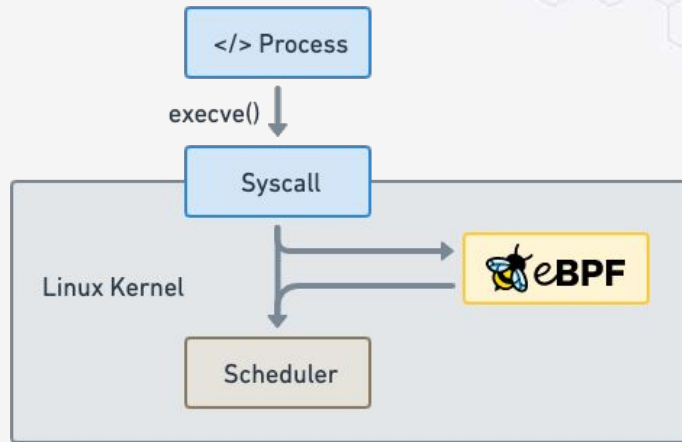 </> Process
execve()
Syscall
eBPF
Linux Kernel
Scheduler